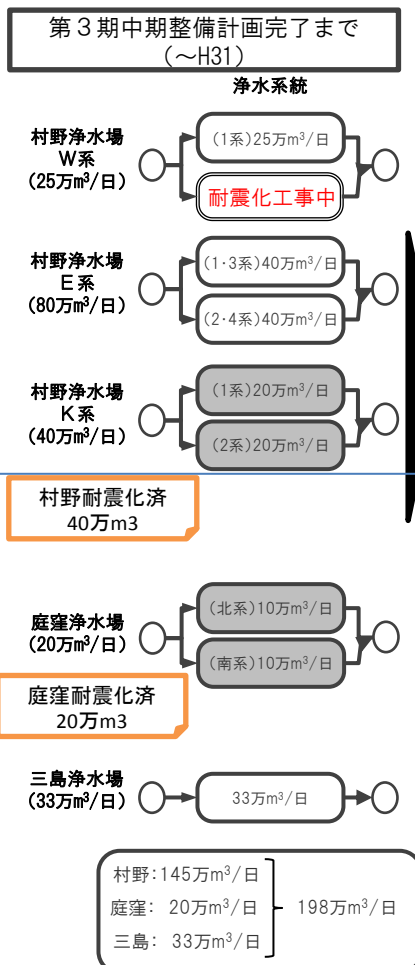 第３期中期整備計画完了まで
（～H31）
浄水系統
村野浄水場
Ｗ系
(25万m³/日)
(1系)25万m³/日
耐震化工事中
村野浄水場
Ｅ系
(80万m³/日)
(1・3系)40万m³/日
(2・4系)40万m³/日
村野浄水場
Ｋ系
(40万m³/日)
(1系)20万m³/日
(2系)20万m³/日
村野耐震化済
40万m3
庭窪浄水場
(20万m³/日)
(北系)10万m³/日
(南系)10万m³/日
庭窪耐震化済
20万m3
三島浄水場
(33万m³/日)
33万m³/日
村野：145万m³/日
庭窪： 20万m³/日
三島： 33万m³/日
198万m³/日